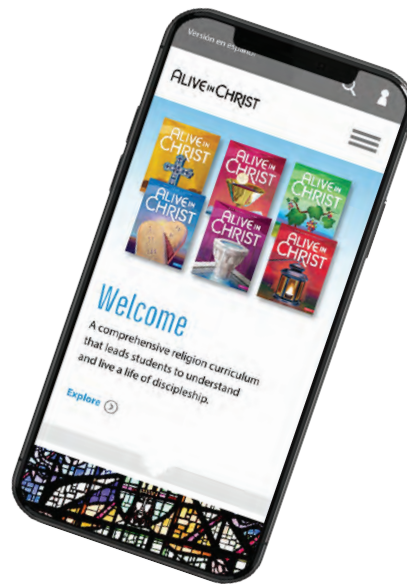 Versión en español
ALIVE IN CHRIST
ALIVE IN
CHRIST
ALIVE IN
CHRIST
ALIVE IN
CHRIST
ALIVE IN
CHRIST
ALIVE IN
CHRIST
ALIVE IN
CHRIST
Welcome
A comprehensive religion curriculum
that leads students to understand
and live a life of discipleship.
Explore